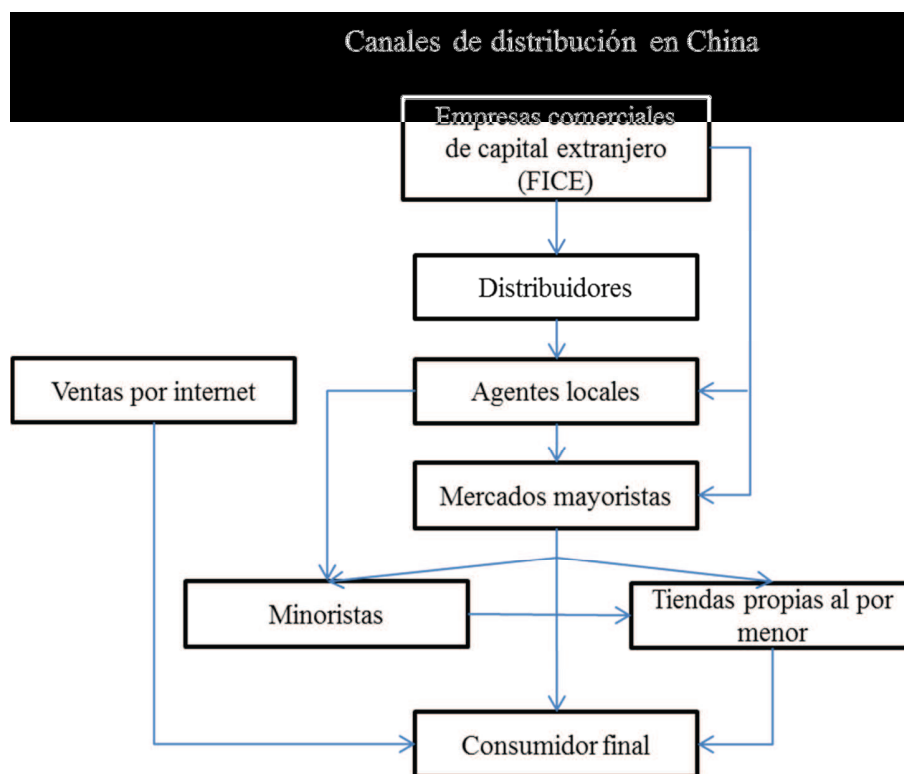 Canales de distribución en China
Empresas comerciales
de capital extranjero
(FICE)
Distribuidores
Ventas por internet
Agentes locales
Mercados mayoristas
Minoristas
Tiendas propias al por
menor
Consumidor final